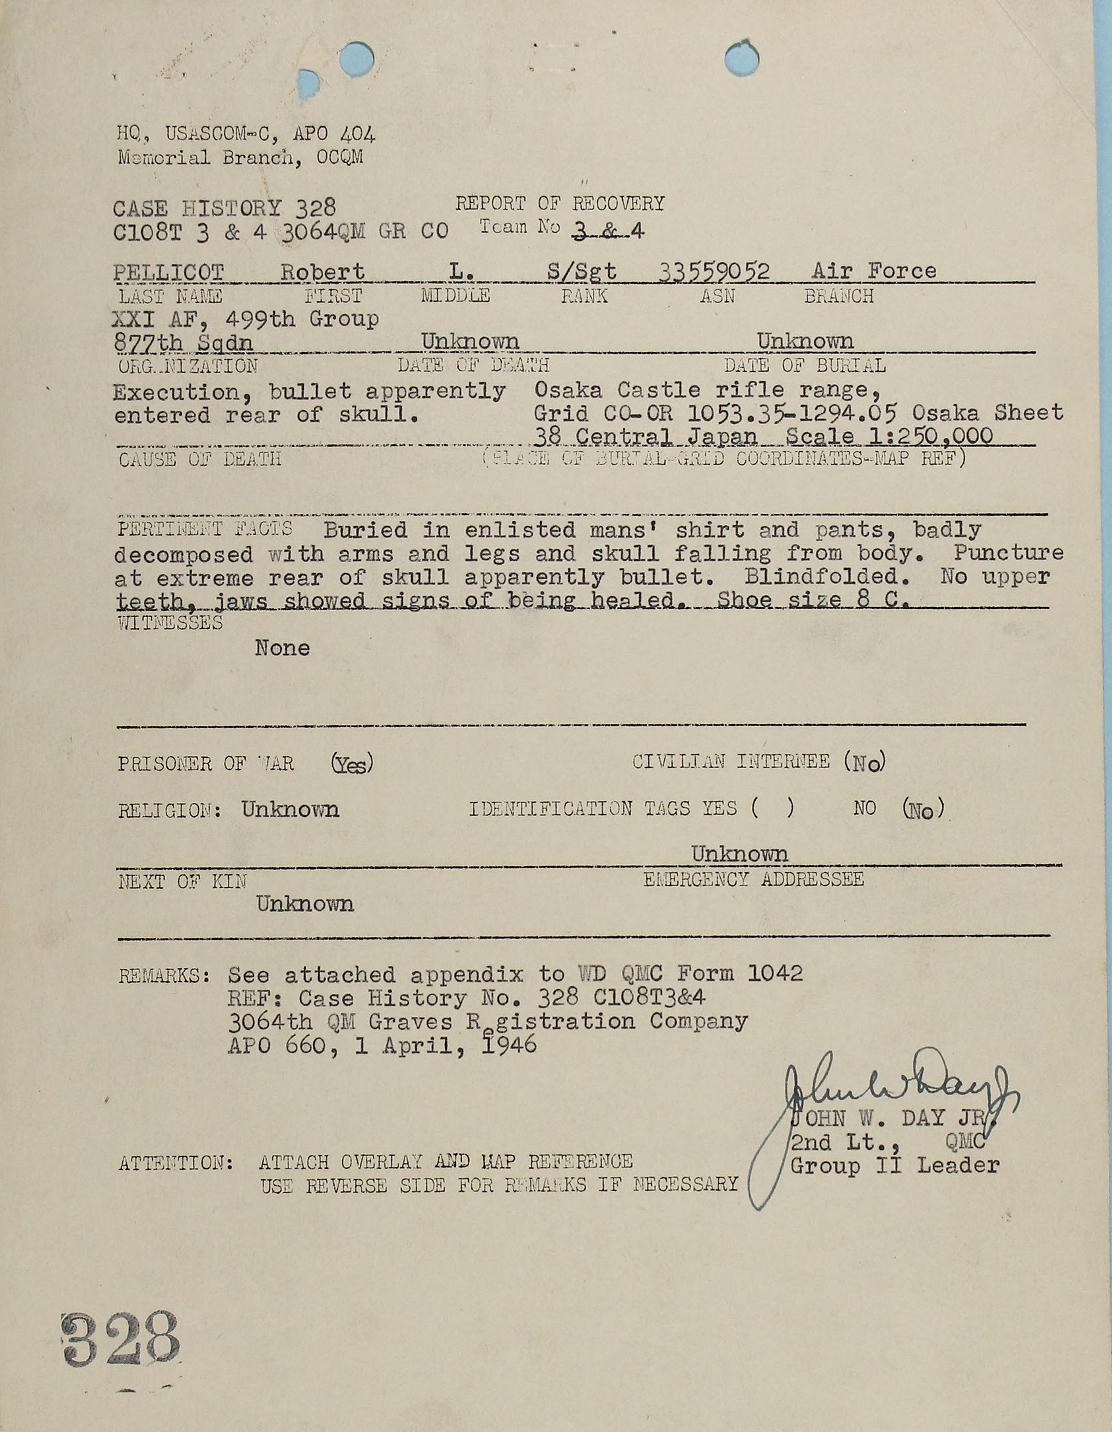 HQ, USASCOM-C, APO 404
Memorial Branch, OCQM
CASE HISTORY 328 REPORT OF RECOVERY
C108T 3 & 4 3064QM GR CO Team No 3 & 4
PELLICOT Robert L. S/Sgt 33559052 Air Force
LAST NAME FIRST MIDDLE RANK ASN BRANCH
XXI AF, 499th Group
877th Sqdn Unknown Unknown
ORGANIZATION DATE OF DEATH DATE OF BURIAL
Execution, bullet apparently Osaka Castle rifle range,
entered rear of skull. Grid CO-OR 1053.35-1294.05 Osaka Sheet
38 Central Japan Scale 1:250,000
CAUSE OF DEATH (PLACE OF BURIAL-GRID COORDINATES-MAP REF)
PERTINENT FACTS Buried in enlisted mans' shirt and pants, badly
decomposed with arms and legs and skull falling from body. Puncture
at extreme rear of skull apparently bullet. Blindfolded. No upper
teeth, jaws showed signs of being healed. Shoe size 8 C.
WITNESSES
None
PRISONER OF WAR (Yes) CIVILIAN INTERNEE (No)
RELIGION: Unknown IDENTIFICATION TAGS YES ( ) NO (No)
Unknown
NEXT OF KIN EMERGENCY ADDRESSEE
Unknown
REMARKS: See attached appendix to WD QMC Form 1042
REF: Case History No. 328 C108T3&4
3064th QM Graves Registration Company
APO 660, 1 April, 1946
John W Day Jr
JOHN W. DAY JR.
2nd Lt., QMC
Group II Leader
ATTENTION: ATTACH OVERLAY AND MAP REFERENCE
USE REVERSE SIDE FOR REMARKS IF NECESSARY
328